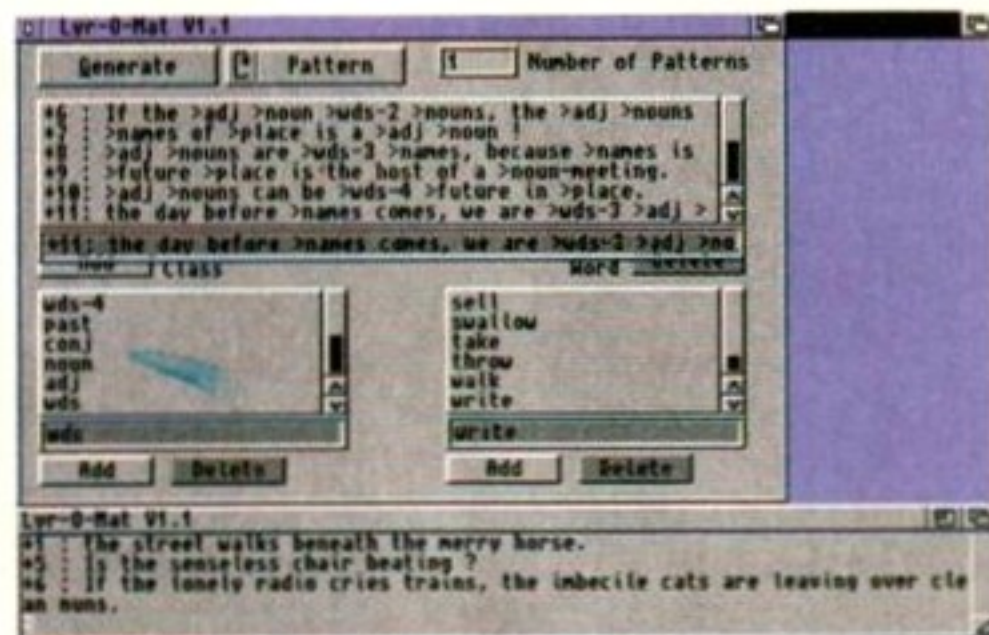 Lyr-O-Mat V1.1
Generate Pattern 1 Number of Patterns
*6 : If the >adj >noun >wds-2 >nouns, the >adj >nouns
*7 : >names of >place is a >adj >noun !
*8 : >adj >nouns are >wds-3 >names, because >names is
*9 : >future >place is the host of a >noun-meeting.
*10: >adj >nouns can be >wds-4 >future in >place.
*11: the day before >names comes, we are >wds-3 >adj >
*11: the day before >names comes, we are >wds-3 >adj >no
Add Class Word Delete
wds-4
past
conj
noun
adj
wds
wds
Add Delete
sell
swallow
take
throw
walk
write
write
Add Delete
Lyr-O-Mat V1.1
*1 : the street walks beneath the merry horse.
*5 : Is the senseless chair beating ?
*6 : If the lonely radio cries trains, the imbecile cats are leaving over cle
an nuns.